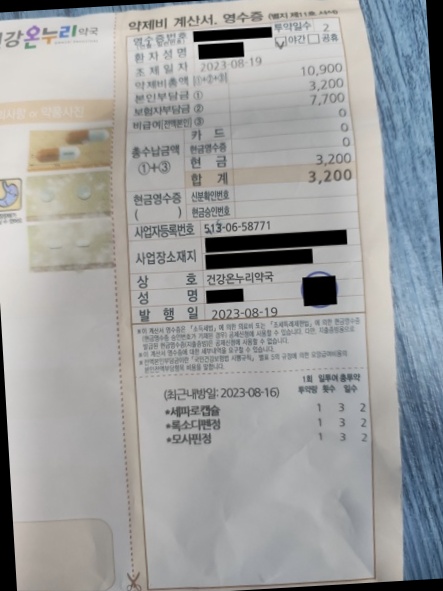 건강온누리약국
약제비 계산서. 영수증
영수증번호
투약일수 2
환자성명
야간 공휴
조제일자 2023-08-19
약제비총액 10,900
본인부담금 ① 3,200
보험자부담금 ② 7,700
비급여(전액본인) ③ 0
카 드 0
총수납금액 현금영수증 0
①+③ 현 금 3,200
합 계 3,200
현금영수증 신분확인번호
( ) 현금승인번호
사업자등록번호 513-06-58771
사업장소재지
상 호 건강온누리약국
성 명
발 행 일 2023-08-19
1회 일투여 총투약
(최근내방일: 2023-08-16) 투약량 횟수 일수
*세파로캡슐 1 3 2
*록소디펜정 1 3 2
*모사핀정 1 3 2